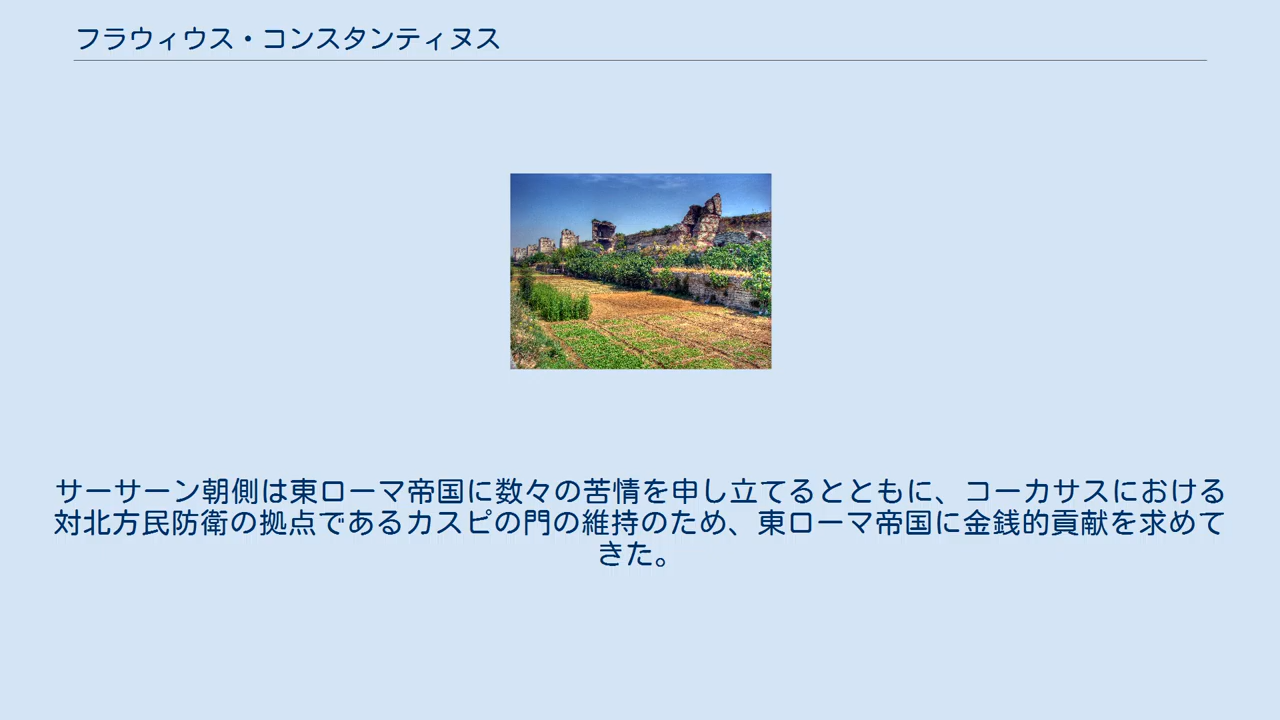 フラウィウス・コンスタンティヌス
サーサーン朝側は東ローマ帝国に数々の苦情を申し立てるとともに、コーカサスにおける
対北方民防衛の拠点であるカスピの門の維持のため、東ローマ帝国に金銭的貢献を求めて
きた。